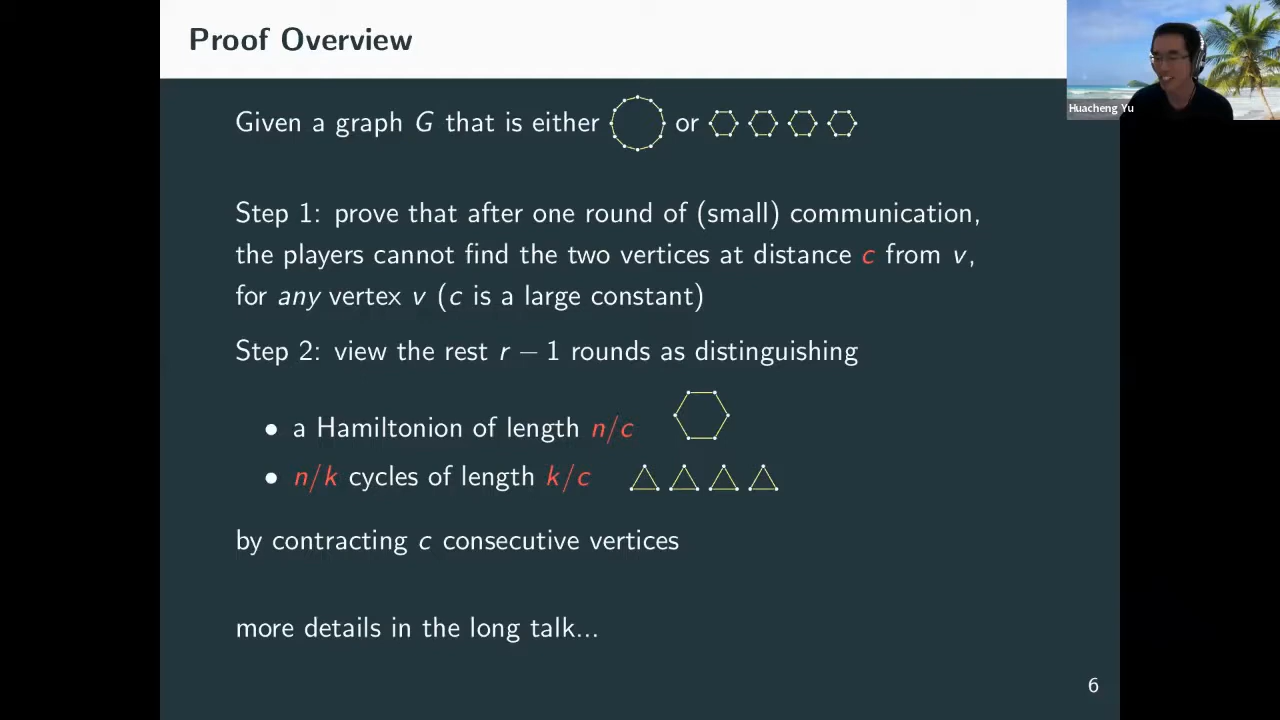 Proof Overview
Huacheng Yu
Given a graph G that is either or
Step 1: prove that after one round of (small) communication,
the players cannot find the two vertices at distance c from v,
for any vertex v (c is a large constant)
Step 2: view the rest r − 1 rounds as distinguishing
• a Hamiltonion of length n/c
• n/k cycles of length k/c
by contracting c consecutive vertices
more details in the long talk...
6